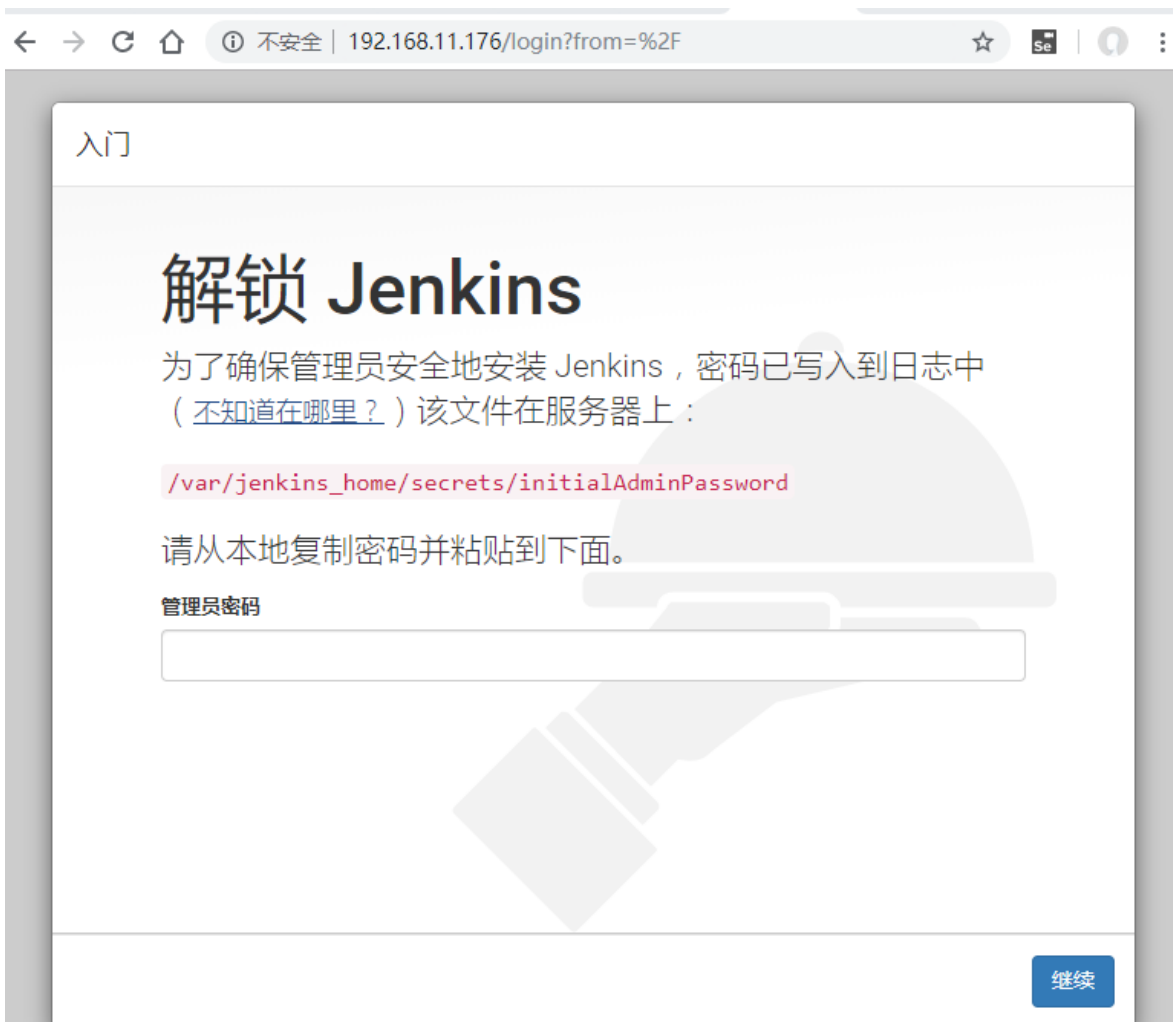 不安全 | 192.168.11.176/login?from=%2F
Se
入门
解锁 Jenkins
为了确保管理员安全地安装 Jenkins，密码已写入到日志中
（不知道在哪里？）该文件在服务器上：
/var/jenkins_home/secrets/initialAdminPassword
请从本地复制密码并粘贴到下面。
管理员密码
继续